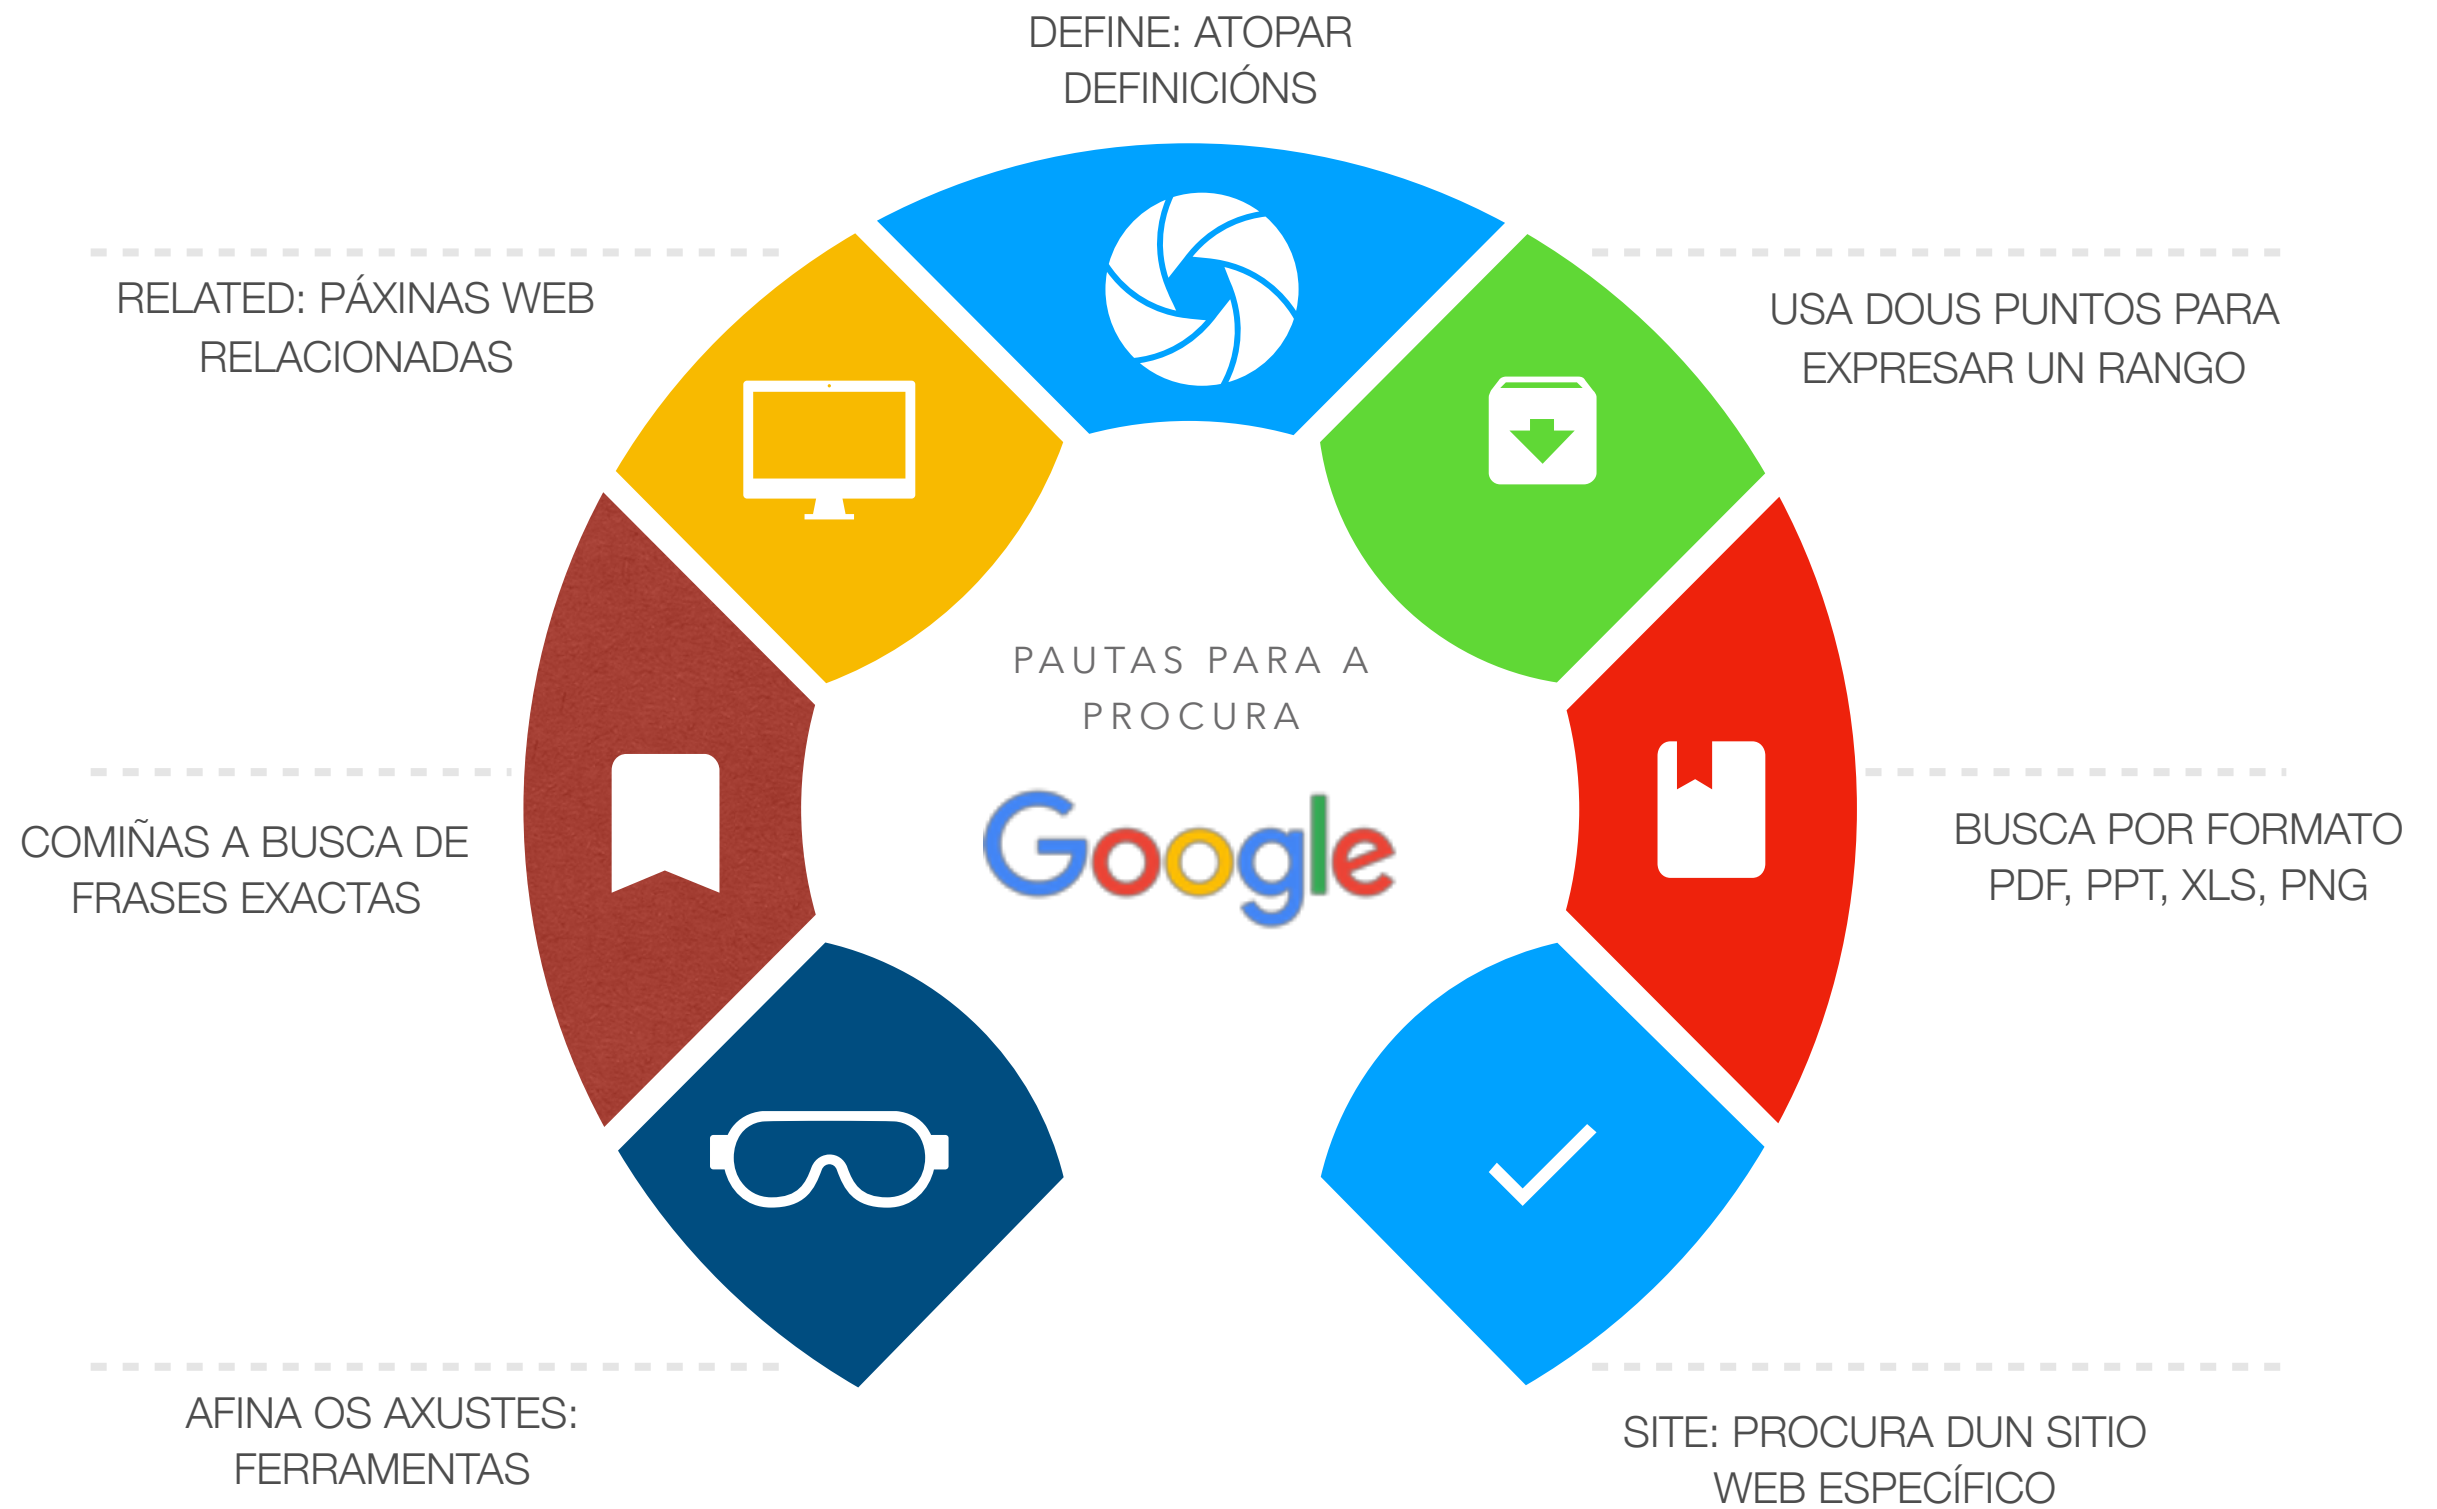 DEFINE: ATOPAR
DEFINICIÓNS
RELATED: PÁXINAS WEB
RELACIONADAS
USA DOUS PUNTOS PARA
EXPRESAR UN RANGO
PAUTAS PARA A
PROCURA
Google
COMIÑAS A BUSCA DE
FRASES EXACTAS
BUSCA POR FORMATO
PDF, PPT, XLS, PNG
AFINA OS AXUSTES:
FERRAMENTAS
SITE: PROCURA DUN SITIO
WEB ESPECÍFICO